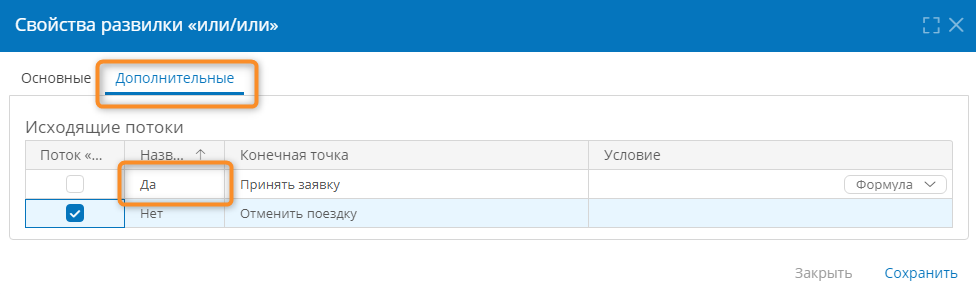 Свойства развилки «или/или»
Основные Дополнительные
Исходящие потоки
Поток «... Назв... Конечная точка Условие
Да Принять заявку Формула
Нет Отменить поездку
Закрыть Сохранить